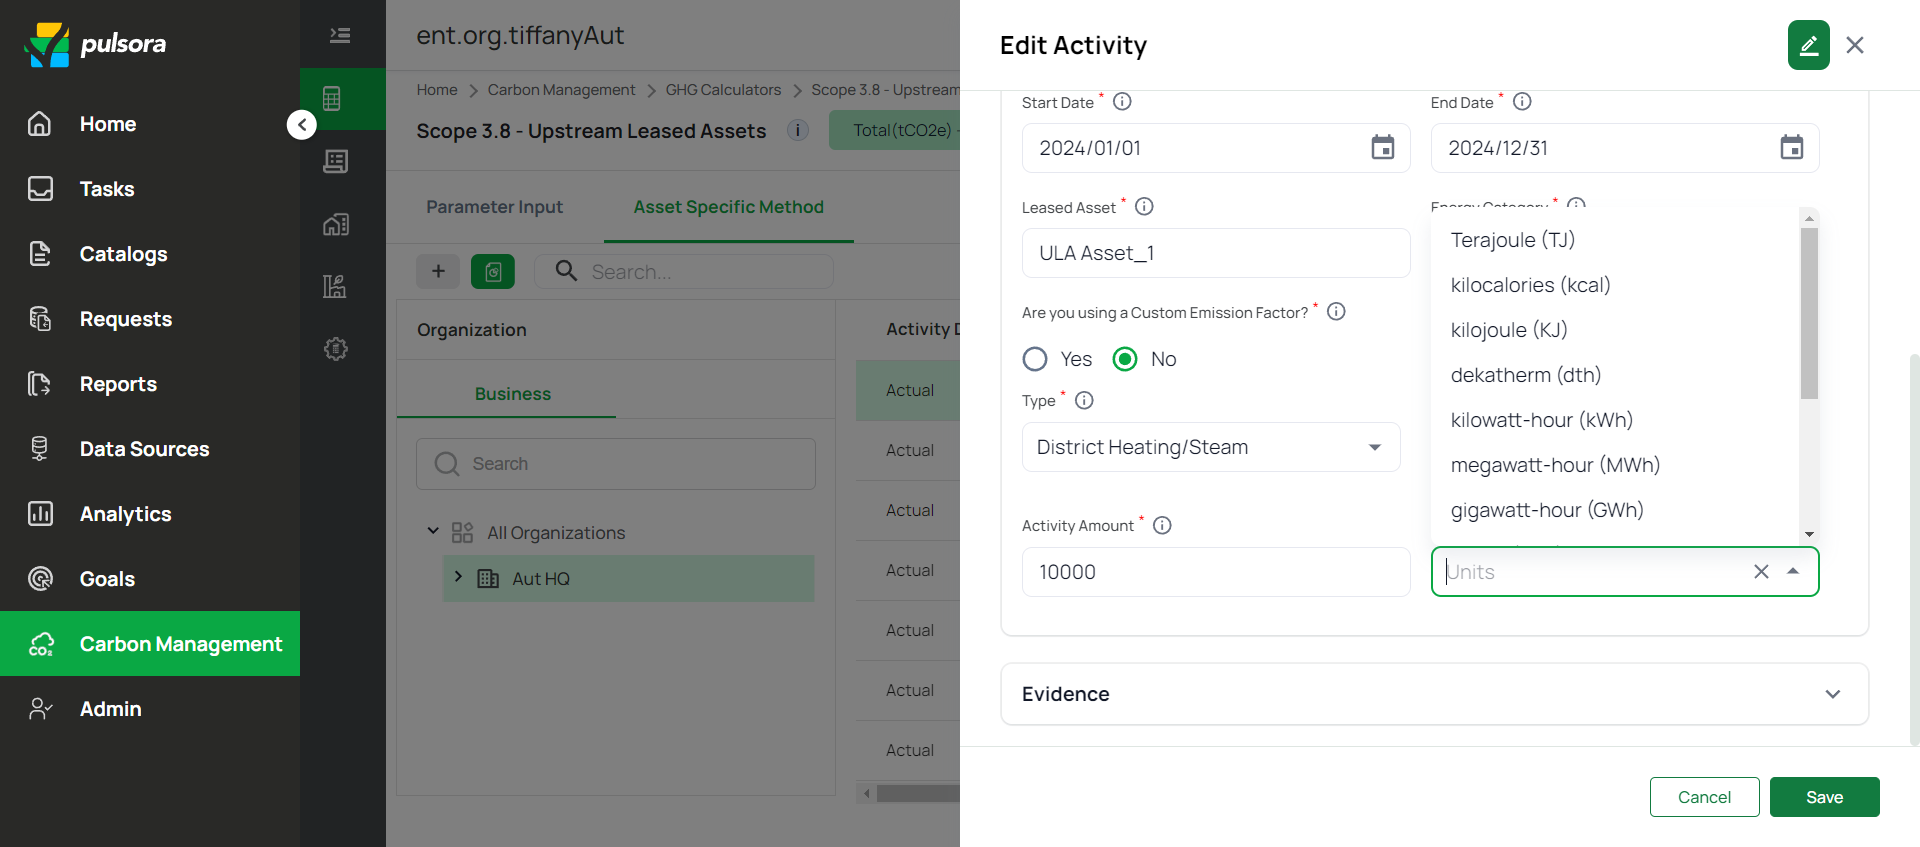 pulsora
Home
Tasks
Catalogs
Requests
Reports
Data Sources
Analytics
Goals
Carbon Management
Admin
ent.org.tiffanyAut
Home > Carbon Management > GHG Calculators > Scope 3.8 - Upstream
Scope 3.8 - Upstream Leased Assets
Total(tCO2e) -
Parameter Input
Asset Specific Method
Search...
Organization
Business
Search
All Organizations
Aut HQ
Activity D
Actual
Actual
Actual
Actual
Actual
Actual
Actual
Edit Activity
Start Date *
2024/01/01
End Date *
2024/12/31
Leased Asset *
ULA Asset_1
Energy Category *
Are you using a Custom Emission Factor? *
Yes
No
Type *
District Heating/Steam
Activity Amount *
10000
Terajoule (TJ)
kilocalories (kcal)
kilojoule (KJ)
dekatherm (dth)
kilowatt-hour (kWh)
megawatt-hour (MWh)
gigawatt-hour (GWh)
Units
Evidence
Cancel
Save